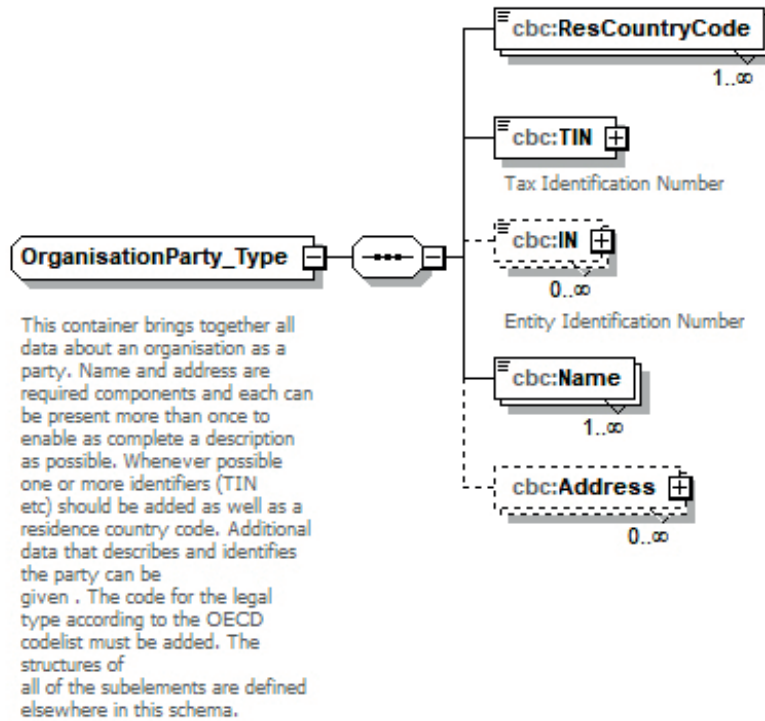 cbc:ResCountryCode
1..∞
cbc:TIN
Tax Identification Number
cbc:IN
0..∞
Entity Identification Number
OrganisationParty_Type
This container brings together all
data about an organisation as a
party. Name and address are
required components and each can
be present more than once to
enable as complete a description
as possible. Whenever possible
one or more identifiers (TIN
etc) should be added as well as a
residence country code. Additional
data that describes and identifies
the party can be
given . The code for the legal
type according to the OECD
codelist must be added. The
structures of
all of the subelements are defined
elsewhere in this schema.
cbc:Name
1..∞
cbc:Address
0..∞